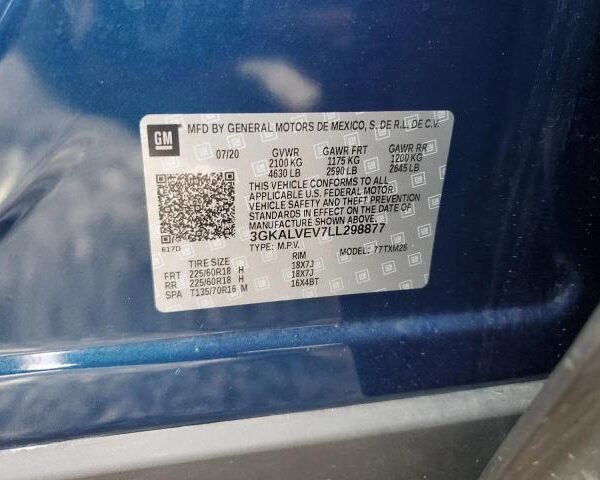 GM
MFD BY GENERAL MOTORS DE MEXICO, S. DE R.L. DE C.V.
07/20 GVWR GAWR FRT GAWR RR
2100 KG 1175 KG 1200 KG
4630 LB 2590 LB 2645 LB
THIS VEHICLE CONFORMS TO ALL
APPLICABLE U.S. FEDERAL MOTOR
VEHICLE SAFETY AND THEFT PREVENTION
STANDARDS IN EFFECT ON THE DATE OF
MANUFACTURE SHOWN ABOVE.
3GKALVEV7LL298877
617D TYPE: M.P.V. MODEL: 77TXM26
TIRE SIZE RIM
FRT 225/60R18 H 18X7J
RR 225/60R18 H 18X7J
SPA T135/70R16 M 16X4BT